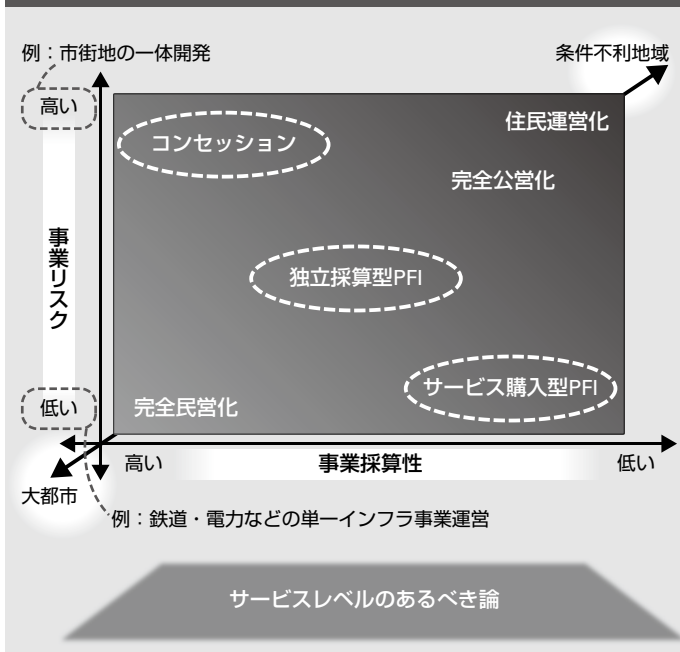 例：市街地の一体開発
条件不利地域
高い
コンセッション
住民運営化
完全公営化
事業リスク
独立採算型PFI
サービス購入型PFI
低い
完全民営化
高い
事業採算性
低い
大都市
例：鉄道・電力などの単一インフラ事業運営
サービスレベルのあるべき論